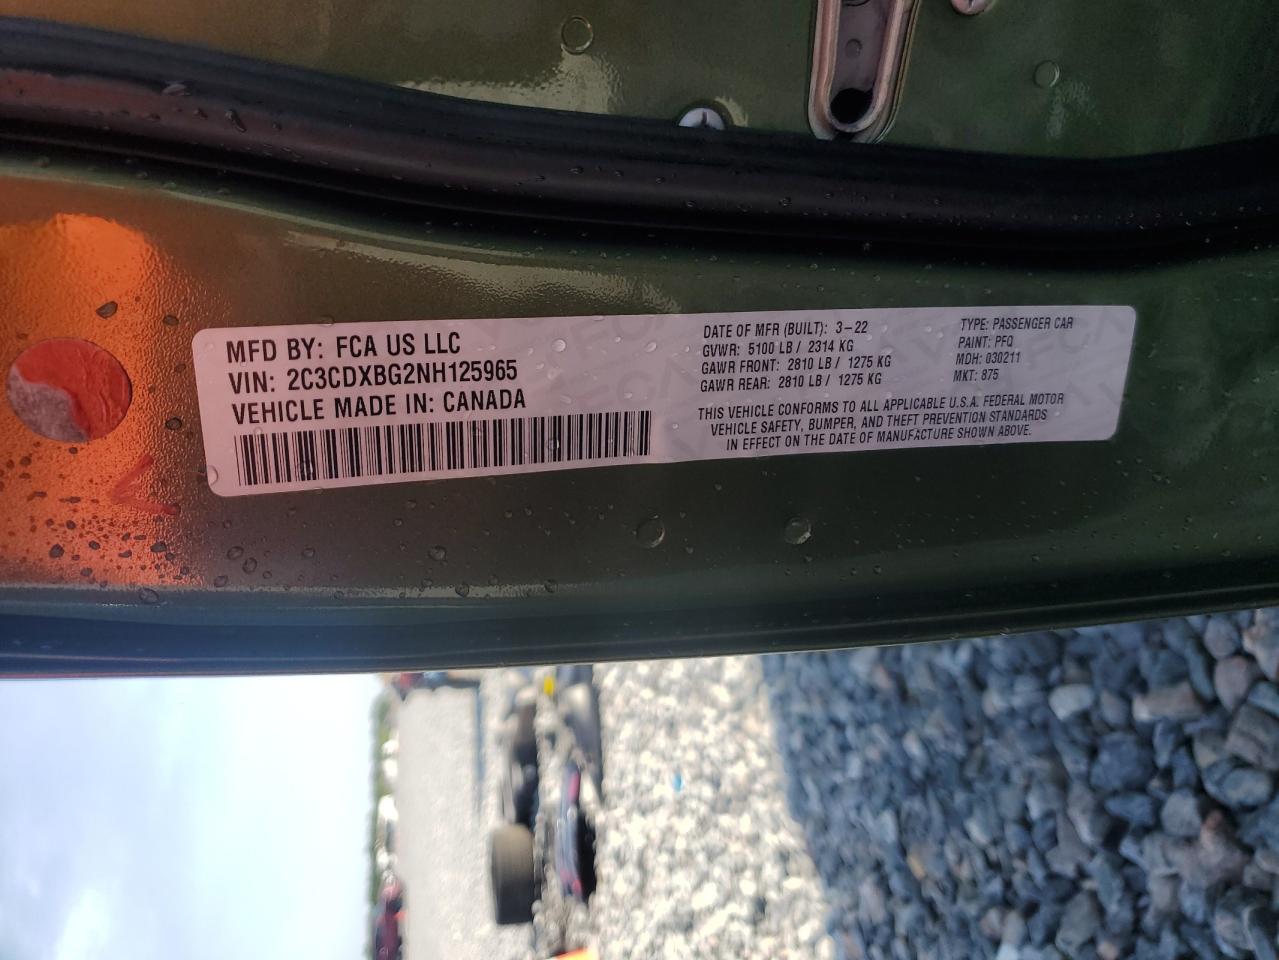 MFD BY: FCA US LLC
VIN: 2C3CDXBG2NH125965
VEHICLE MADE IN: CANADA
DATE OF MFR (BUILT): 3-22
GVWR: 5100 LB / 2314 KG
GAWR FRONT: 2810 LB / 1275 KG
GAWR REAR: 2810 LB / 1275 KG
TYPE: PASSENGER CAR
PAINT: PFQ
MDH: 030211
MKT: 875
THIS VEHICLE CONFORMS TO ALL APPLICABLE U.S.A. FEDERAL MOTOR
VEHICLE SAFETY, BUMPER, AND THEFT PREVENTION STANDARDS
IN EFFECT ON THE DATE OF MANUFACTURE SHOWN ABOVE.